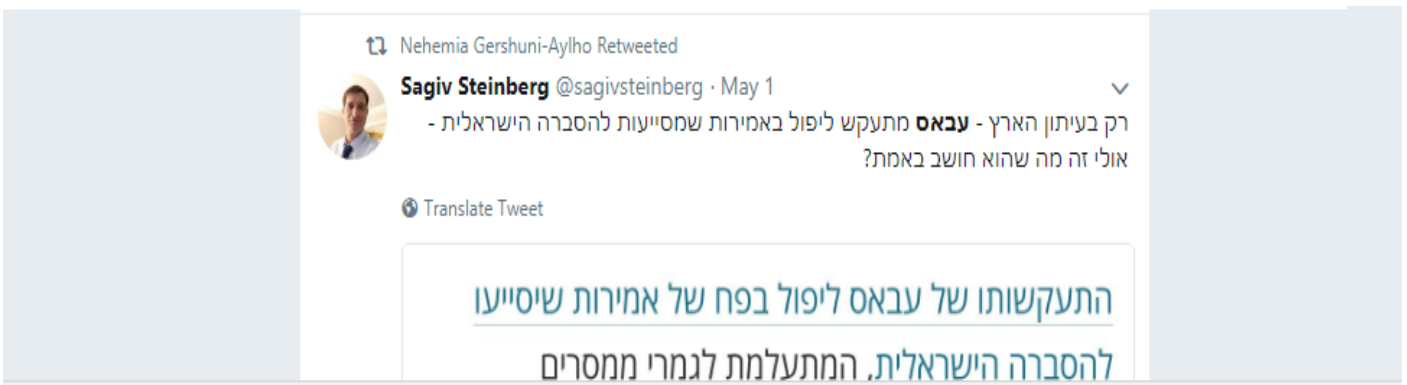 Nehemia Gershuni-Aylho Retweeted
Sagiv Steinberg @sagivsteinberg · May 1
רק בעיתון הארץ - עבאס מתעקש ליפול באמירות שמסייעות להסברה הישראלית -
אולי זה מה שהוא חושב באמת?
Translate Tweet
התעקשותו של עבאס ליפול בפח של אמירות שיסייעו
להסברה הישראלית, המתעלמת לגמרי ממסרים